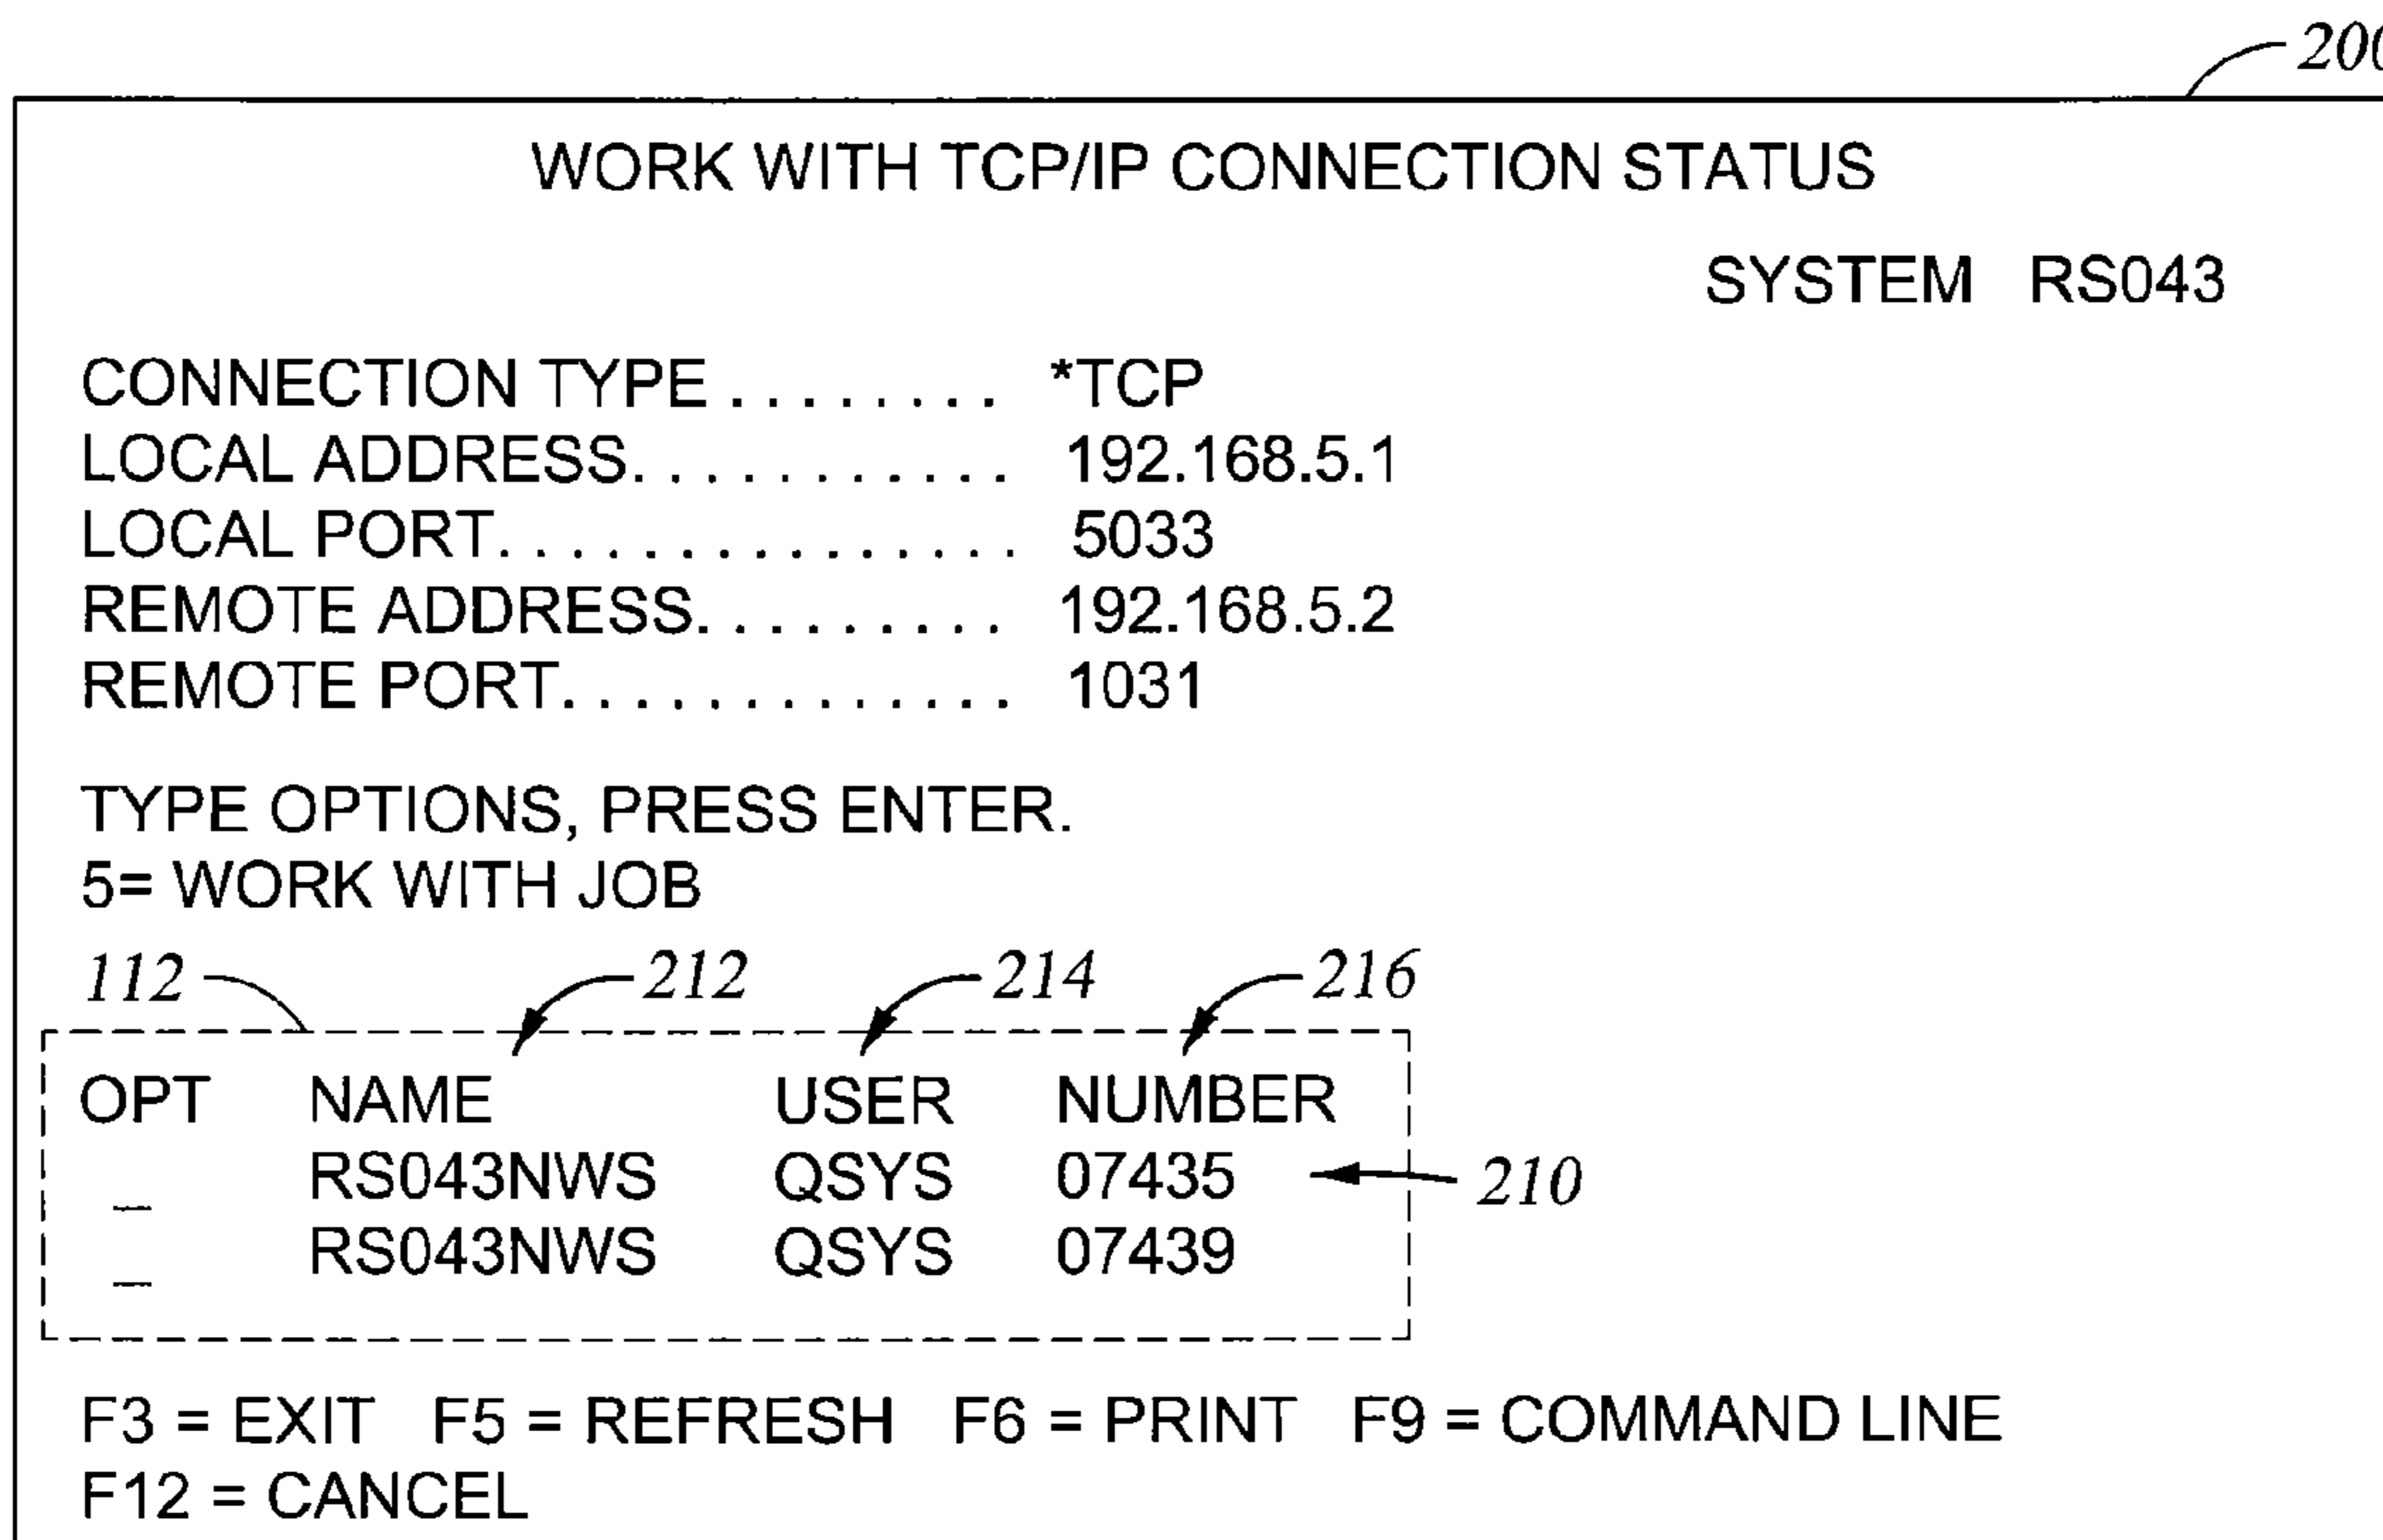 200
WORK WITH TCP/IP CONNECTION STATUS
SYSTEM RS043
CONNECTION TYPE ........ *TCP
LOCAL ADDRESS........... 192.168.5.1
LOCAL PORT............... 5033
REMOTE ADDRESS......... 192.168.5.2
REMOTE PORT............. 1031
TYPE OPTIONS, PRESS ENTER.
5= WORK WITH JOB
112 212 214 216
OPT NAME USER NUMBER
_ RS043NWS QSYS 07435 210
_ RS043NWS QSYS 07439
F3 = EXIT F5 = REFRESH F6 = PRINT F9 = COMMAND LINE
F12 = CANCEL